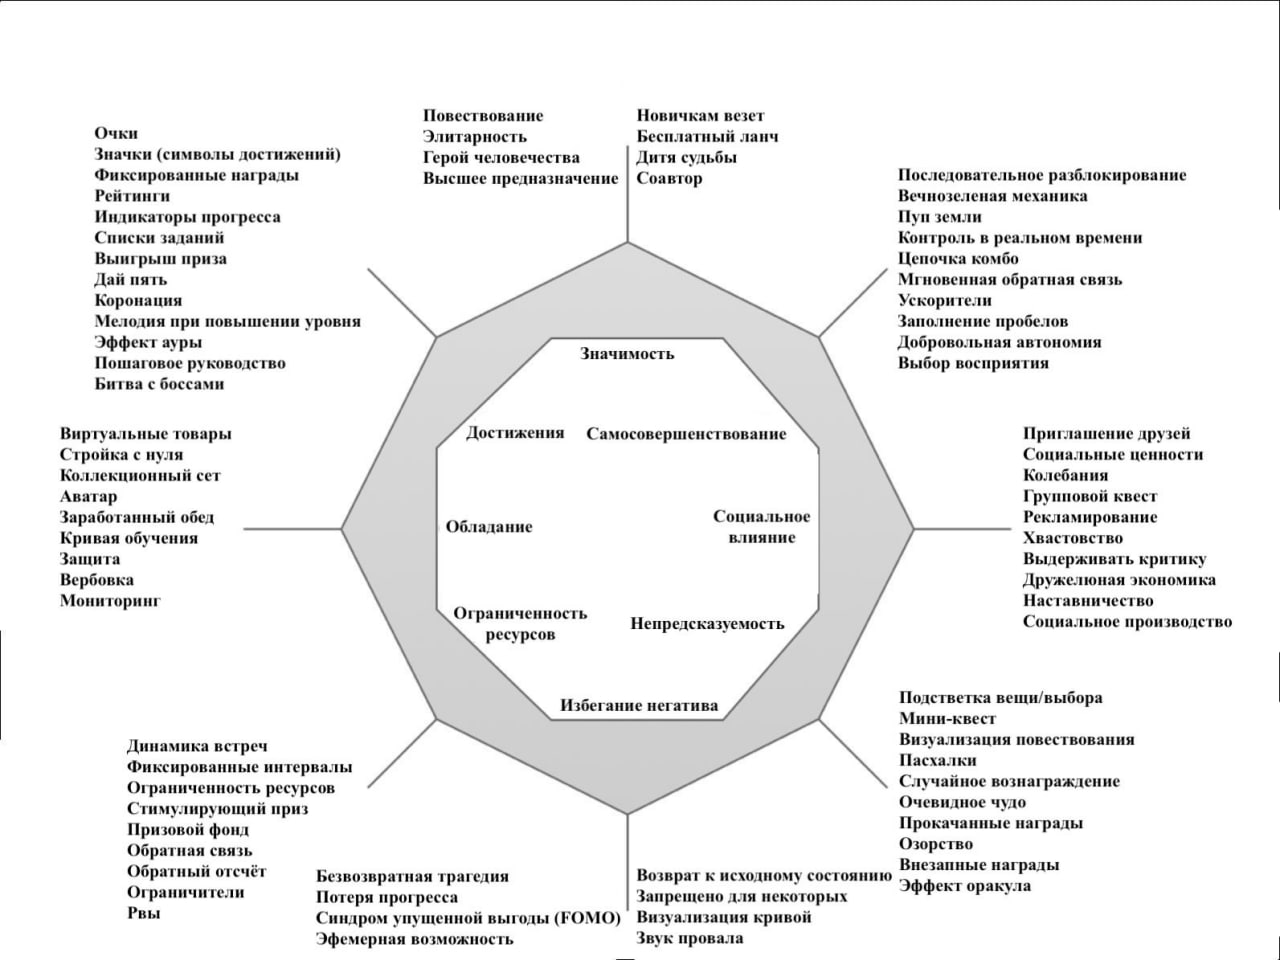 Повествование
Элитарность
Герой человечества
Высшее предназначение
Новичкам везет
Бесплатный ланч
Дитя судьбы
Соавтор
Очки
Значки (символы достижений)
Фиксированные награды
Рейтинги
Индикаторы прогресса
Списки заданий
Выигрыш приза
Дай пять
Коронация
Мелодия при повышении уровня
Эффект ауры
Пошаговое руководство
Битва с боссами
Последовательное разблокирование
Вечнозеленая механика
Пуп земли
Контроль в реальном времени
Цепочка комбо
Мгновенная обратная связь
Ускорители
Заполнение пробелов
Добровольная автономия
Выбор восприятия
Значимость
Достижения
Самосовершенствование
Обладание
Социальное
влияние
Ограниченность
ресурсов
Непредсказуемость
Избегание негатива
Виртуальные товары
Стройка с нуля
Коллекционный сет
Аватар
Заработанный обед
Кривая обучения
Защита
Вербовка
Мониторинг
Приглашение друзей
Социальные ценности
Колебания
Групповой квест
Рекламирование
Хвастовство
Выдерживать критику
Дружелюная экономика
Наставничество
Социальное производство
Динамика встреч
Фиксированные интервалы
Ограниченность ресурсов
Стимулирующий приз
Призовой фонд
Обратная связь
Обратный отсчёт
Ограничители
Рвы
Безвозвратная трагедия
Потеря прогресса
Синдром упущенной выгоды (FOMO)
Эфемерная возможность
Возврат к исходному состоянию
Запрещено для некоторых
Визуализация кривой
Звук провала
Подстветка вещи/выбора
Мини-квест
Визуализация повествования
Пасхалки
Случайное вознаграждение
Очевидное чудо
Прокачанные награды
Озорство
Внезапные награды
Эффект оракула